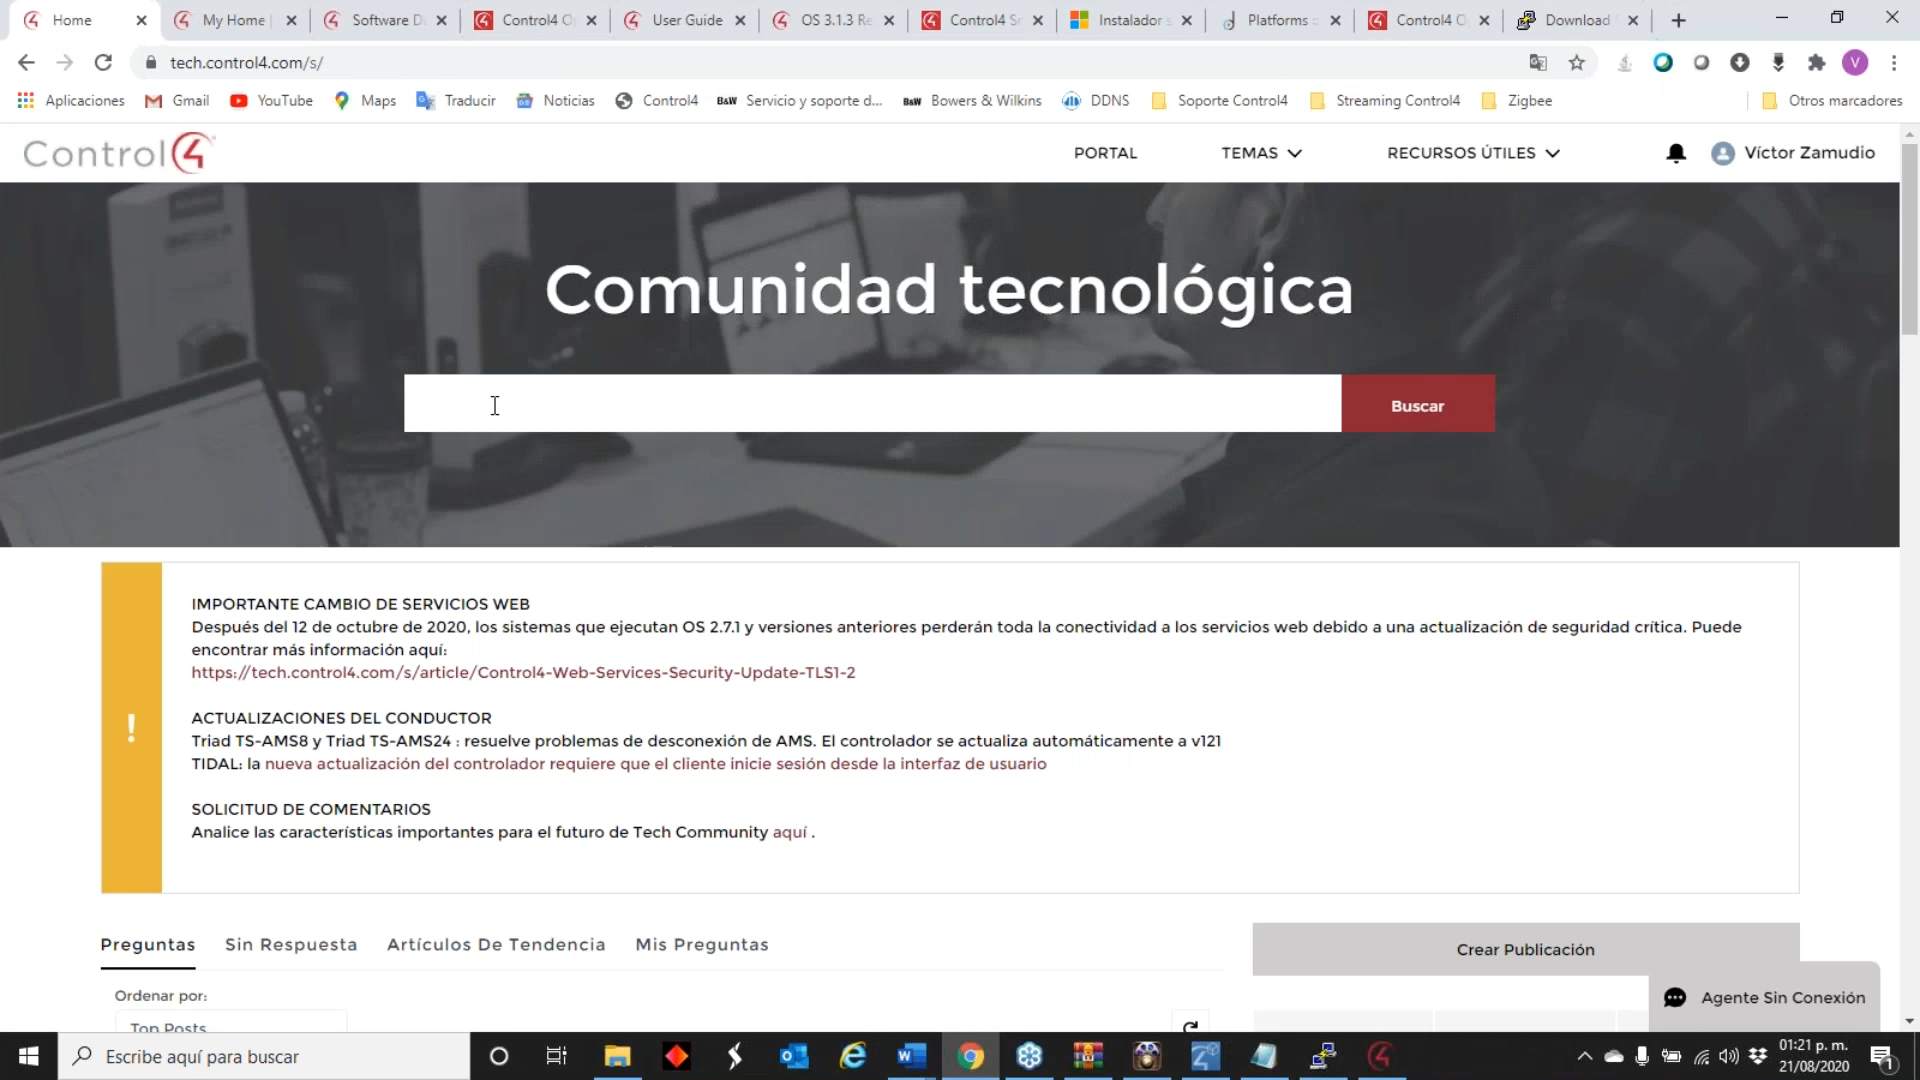 Home
My Home
Software D
Control4 O
User Guide
OS 3.1.3 Re
Control4 Sr
Instalador s
Platforms ::
Control4 O
Download
tech.control4.com/s/
V
Aplicaciones
Gmail
YouTube
Maps
Traducir
Noticias
Control4
B&W Servicio y soporte d...
B&W Bowers & Wilkins
DDNS
Soporte Control4
Streaming Control4
Zigbee
Otros marcadores
Control4
PORTAL
TEMAS
RECURSOS ÚTILES
Víctor Zamudio
Comunidad tecnológica
Buscar
IMPORTANTE CAMBIO DE SERVICIOS WEB
Después del 12 de octubre de 2020, los sistemas que ejecutan OS 2.7.1 y versiones anteriores perderán toda la conectividad a los servicios web debido a una actualización de seguridad crítica. Puede
encontrar más información aquí:
https://tech.control4.com/s/article/Control4-Web-Services-Security-Update-TLS1-2
ACTUALIZACIONES DEL CONDUCTOR
Triad TS-AMS8 y Triad TS-AMS24 : resuelve problemas de desconexión de AMS. El controlador se actualiza automáticamente a v121
TIDAL: la nueva actualización del controlador requiere que el cliente inicie sesión desde la interfaz de usuario
!
SOLICITUD DE COMENTARIOS
Analice las características importantes para el futuro de Tech Community aquí .
Preguntas
Sin Respuesta
Artículos De Tendencia
Mis Preguntas
Crear Publicación
Ordenar por:
Top Posts
Agente Sin Conexión
Escribe aquí para buscar
01:21 p. m.
21/08/2020
1